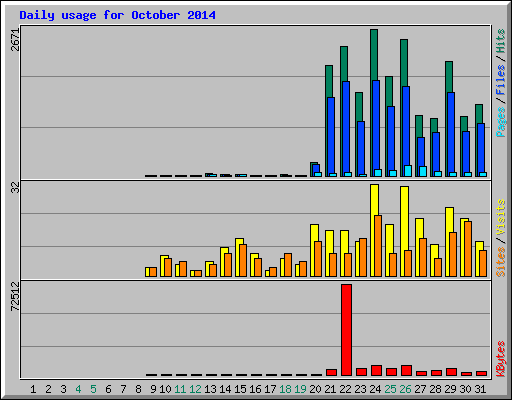 Daily usage for October 2014
2671
Pages / Files / Hits
32
Sites / Visits
72512
KBytes
1 2 3 4 5 6 7 8 9 10 11 12 13 14 15 16 17 18 19 20 21 22 23 24 25 26 27 28 29 30 31